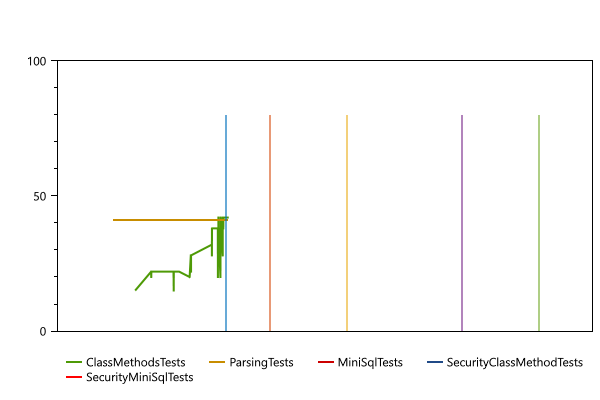 100
50
0
ClassMethodsTests ParsingTests MiniSqlTests SecurityClassMethodTests
SecurityMiniSqlTests